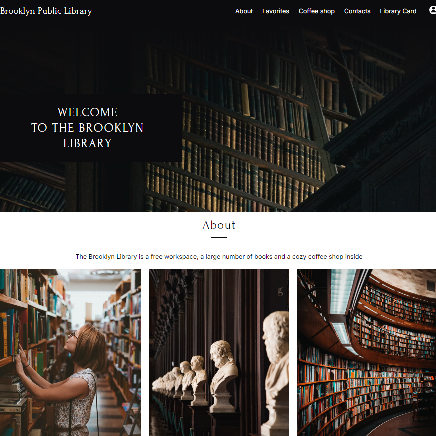 Brooklyn Public Library
About Favorites Coffee shop Contacts Library Card
WELCOME
TO THE BROOKLYN
LIBRARY
About
The Brooklyn Library is a free workspace, a large number of books and a cozy coffee shop inside